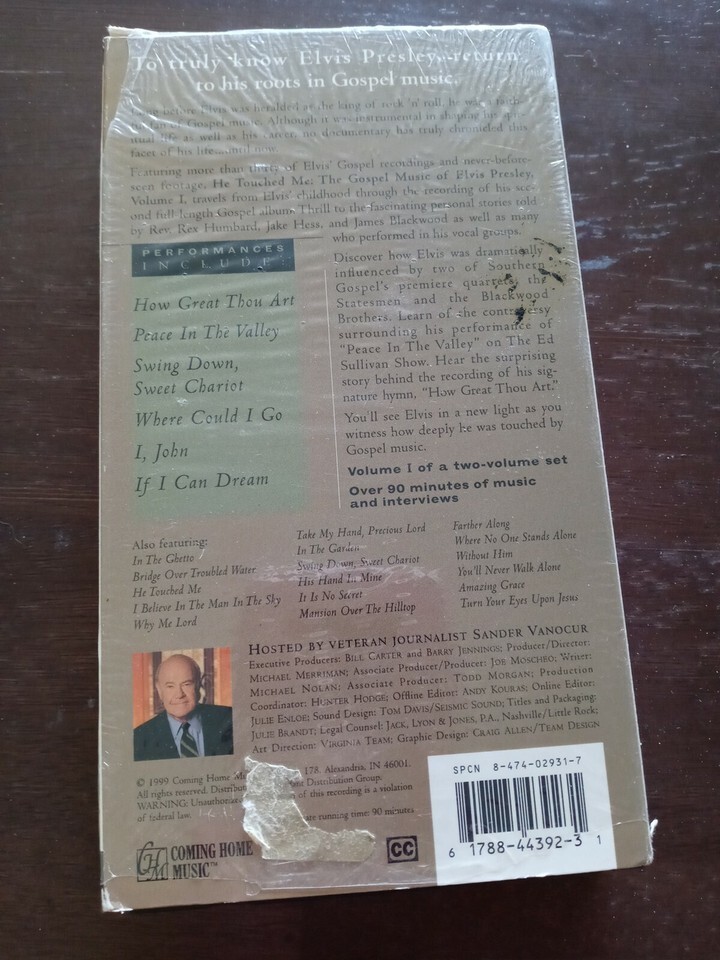 To truly know Elvis Presley...return
to his roots in Gospel music.
before Elvis was heralded as the king of rock 'n' roll, he was a faith-
fan of Gospel music. Although it was instrumental in shaping his spir-
itual life as well as his career, no documentary has truly chronicled this
facet of his life...until now.
Featuring more than thirty of Elvis' Gospel recordings and never-before-
seen footage, He Touched Me: The Gospel Music of Elvis Presley,
Volume I, travels from Elvis' childhood through the recording of his sec-
ond full length Gospel album. Thrill to the fascinating personal stories told
by Rev. Rex Humbard, Jake Hess, and James Blackwood as well as many
who performed in his vocal groups.
PERFORMANCES
INCLUDE:
How Great Thou Art
Peace In The Valley
Swing Down,
Sweet Chariot
Where Could I Go
I, John
If I Can Dream
Discover how Elvis was dramatically
influenced by two of Southern
Gospel's premiere quartets, the
Statesmen and the Blackwood
Brothers. Learn of the controversy
surrounding his performance of
"Peace In The Valley" on The Ed
Sullivan Show. Hear the surprising
story behind the recording of his sig-
nature hymn, "How Great Thou Art."
You'll see Elvis in a new light as you
witness how deeply he was touched by
Gospel music.
Volume I of a two-volume set
Over 90 minutes of music
and interviews
Also featuring:
In The Ghetto
Bridge Over Troubled Water
He Touched Me
I Believe In The Man In The Sky
Why Me Lord
Take My Hand, Precious Lord
In The Garden
Swing Down, Sweet Chariot
His Hand In Mine
It Is No Secret
Mansion Over The Hilltop
Farther Along
Where No One Stands Alone
Without Him
You'll Never Walk Alone
Amazing Grace
Turn Your Eyes Upon Jesus
HOSTED BY VETERAN JOURNALIST SANDER VANOCUR
Executive Producers: BILL CARTER and BARRY JENNINGS; Producer/Director:
MICHAEL MERRIMAN; Associate Producer/Producer: JOE MOSCHEO; Writer:
MICHAEL NOLAN; Associate Producer: TODD MORGAN; Production
Coordinator: HUNTER HODGE; Offline Editor: ANDY KOURAS; Online Editor:
JULIE ENLOE; Sound Design: TOM DAVIS/SEISMIC SOUND; Titles and Packaging:
JULIE BRANDT; Legal Counsel: JACK, LYON & JONES, P.A., Nashville/Little Rock;
Art Direction: VIRGINIA TEAM; Graphic Design: CRAIG ALLEN/TEAM DESIGN
© 1999 Coming Home 178, Alexandria, IN 46001.
All rights reserved. Distribution Group.
WARNING: Unauthorized of this recording is a violation
of federal law. running time: 90 minutes
CHM COMING HOME
MUSIC™
CC
SPCN 8-474-02931-7
6 1788-44392-3 1